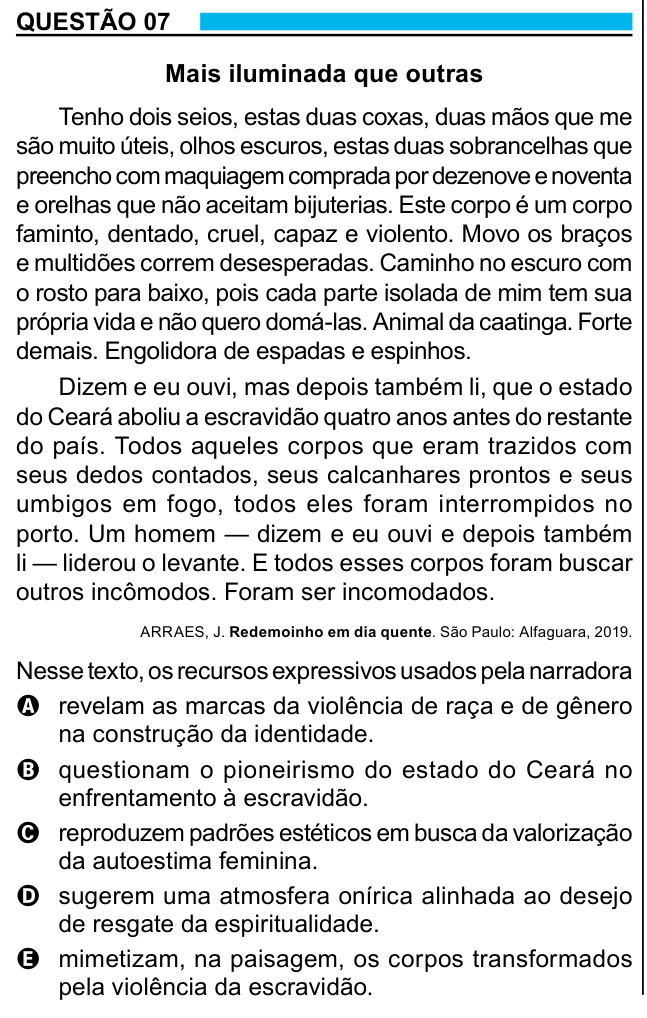 QUESTÃO 07
Mais iluminada que outras
Tenho dois seios, estas duas coxas, duas mãos que me
são muito úteis, olhos escuros, estas duas sobrancelhas que
preencho com maquiagem comprada por dezenove e noventa
e orelhas que não aceitam bijuterias. Este corpo é um corpo
faminto, dentado, cruel, capaz e violento. Movo os braços
e multidões correm desesperadas. Caminho no escuro com
o rosto para baixo, pois cada parte isolada de mim tem sua
própria vida e não quero domá-las. Animal da caatinga. Forte
demais. Engolidora de espadas e espinhos.
Dizem e eu ouvi, mas depois também li, que o estado
do Ceará aboliu a escravidão quatro anos antes do restante
do país. Todos aqueles corpos que eram trazidos com
seus dedos contados, seus calcanhares prontos e seus
umbigos em fogo, todos eles foram interrompidos no
porto. Um homem — dizem e eu ouvi e depois também
li — liderou o levante. E todos esses corpos foram buscar
outros incômodos. Foram ser incomodados.
ARRAES, J. Redemoinho em dia quente. São Paulo: Alfaguara, 2019.
Nesse texto, os recursos expressivos usados pela narradora
A revelam as marcas da violência de raça e de gênero
na construção da identidade.
B questionam o pioneirismo do estado do Ceará no
enfrentamento à escravidão.
C reproduzem padrões estéticos em busca da valorização
da autoestima feminina.
D sugerem uma atmosfera onírica alinhada ao desejo
de resgate da espiritualidade.
E mimetizam, na paisagem, os corpos transformados
pela violência da escravidão.